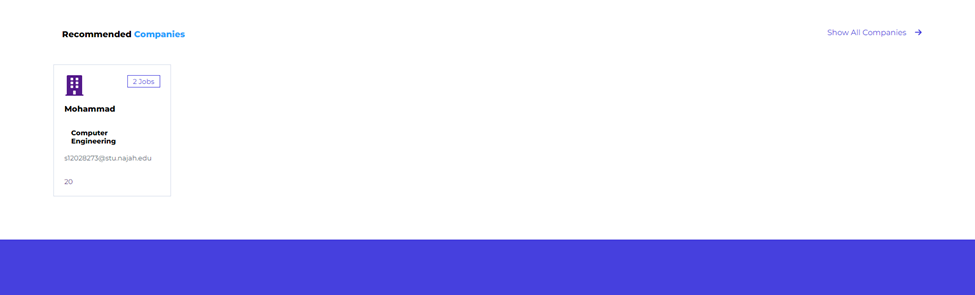 Recommended Companies
Show All Companies
2 Jobs
Mohammad
Computer
Engineering
s12028273@stu.najah.edu
20